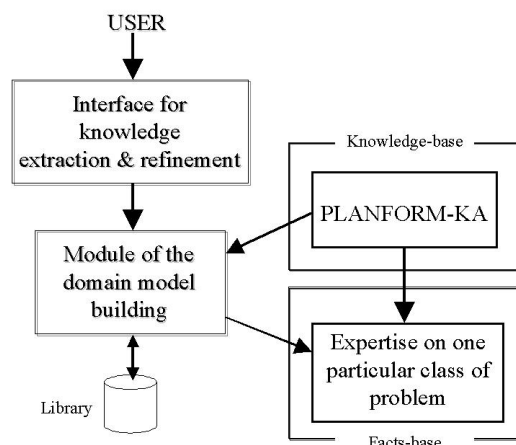 USER
Interface for
knowledge
extraction & refinement
Knowledge-base
PLANFORM-KA
Module of the
domain model
building
Expertise on one
particular class of
problem
Library
Facts-base